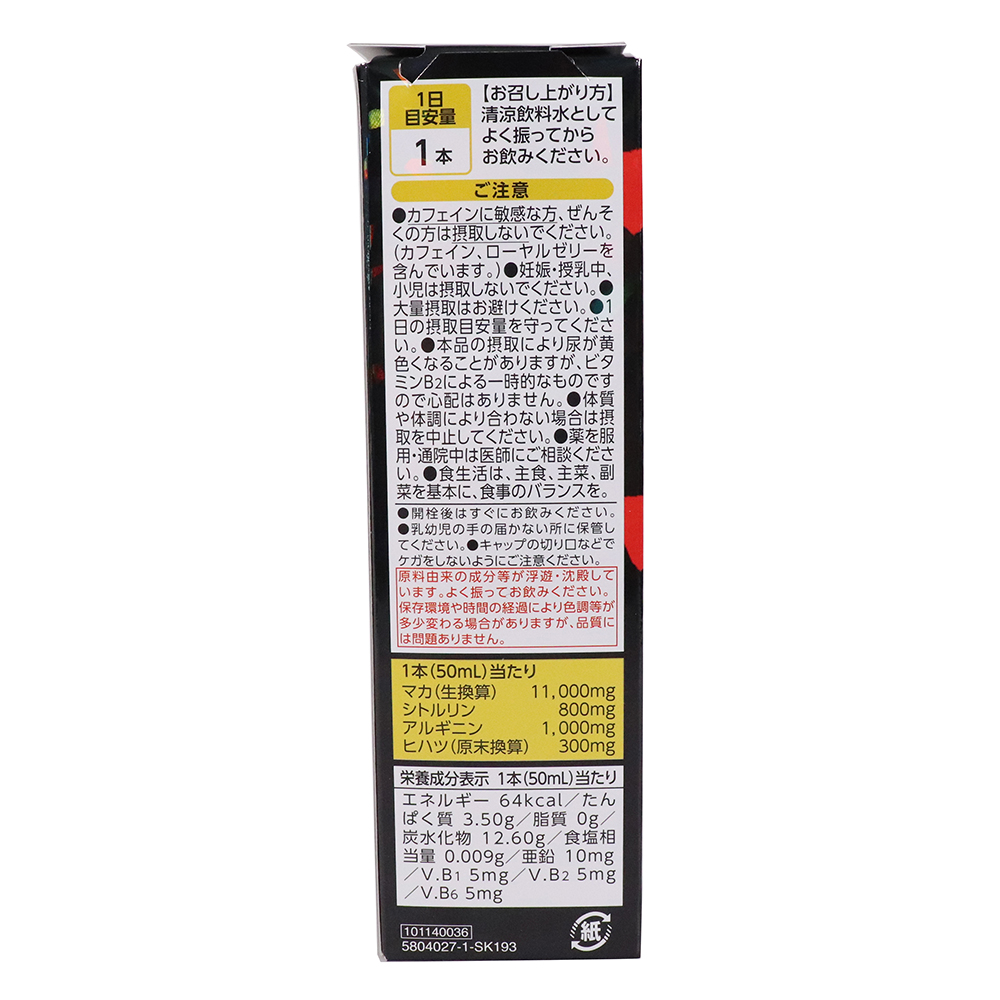 1日
目安量
1本
【お召し上がり方】
清涼飲料水として
よく振ってから
お飲みください。
ご注意
●カフェインに敏感な方、ぜんそ
くの方は摂取しないでください。
(カフェイン、ローヤルゼリーを
含んでいます。)●妊娠・授乳中、
小児は摂取しないでください。●
大量摂取はお避けください。●1
日の摂取目安量を守ってくださ
い。●本品の摂取により尿が黄
色くなることがありますが、ビタ
ミンB2による一時的なものです
ので心配はありません。●体質
や体調により合わない場合は摂
取を中止してください。●薬を服
用・通院中は医師にご相談くださ
い。●食生活は、主食、主菜、副
菜を基本に、食事のバランスを。
●開栓後はすぐにお飲みください。
●乳幼児の手の届かない所に保管し
てください。●キャップの切り口などで
ケガをしないようにご注意ください。
原料由来の成分等が浮遊・沈殿して
います。よく振ってお飲みください。
保存環境や時間の経過により色調等が
多少変わる場合がありますが、品質に
は問題ありません。
1本(50mL)当たり
マカ(生換算) 11,000mg
シトルリン 800mg
アルギニン 1,000mg
ヒハツ(原末換算) 300mg
栄養成分表示 1本(50mL)当たり
エネルギー 64kcal/たん
ぱく質 3.50g/脂質 0g/
炭水化物 12.60g/食塩相
当量 0.009g/亜鉛 10mg
/V.B1 5mg/V.B2 5mg
/V.B6 5mg
101140036
5804027-1-SK193
紙